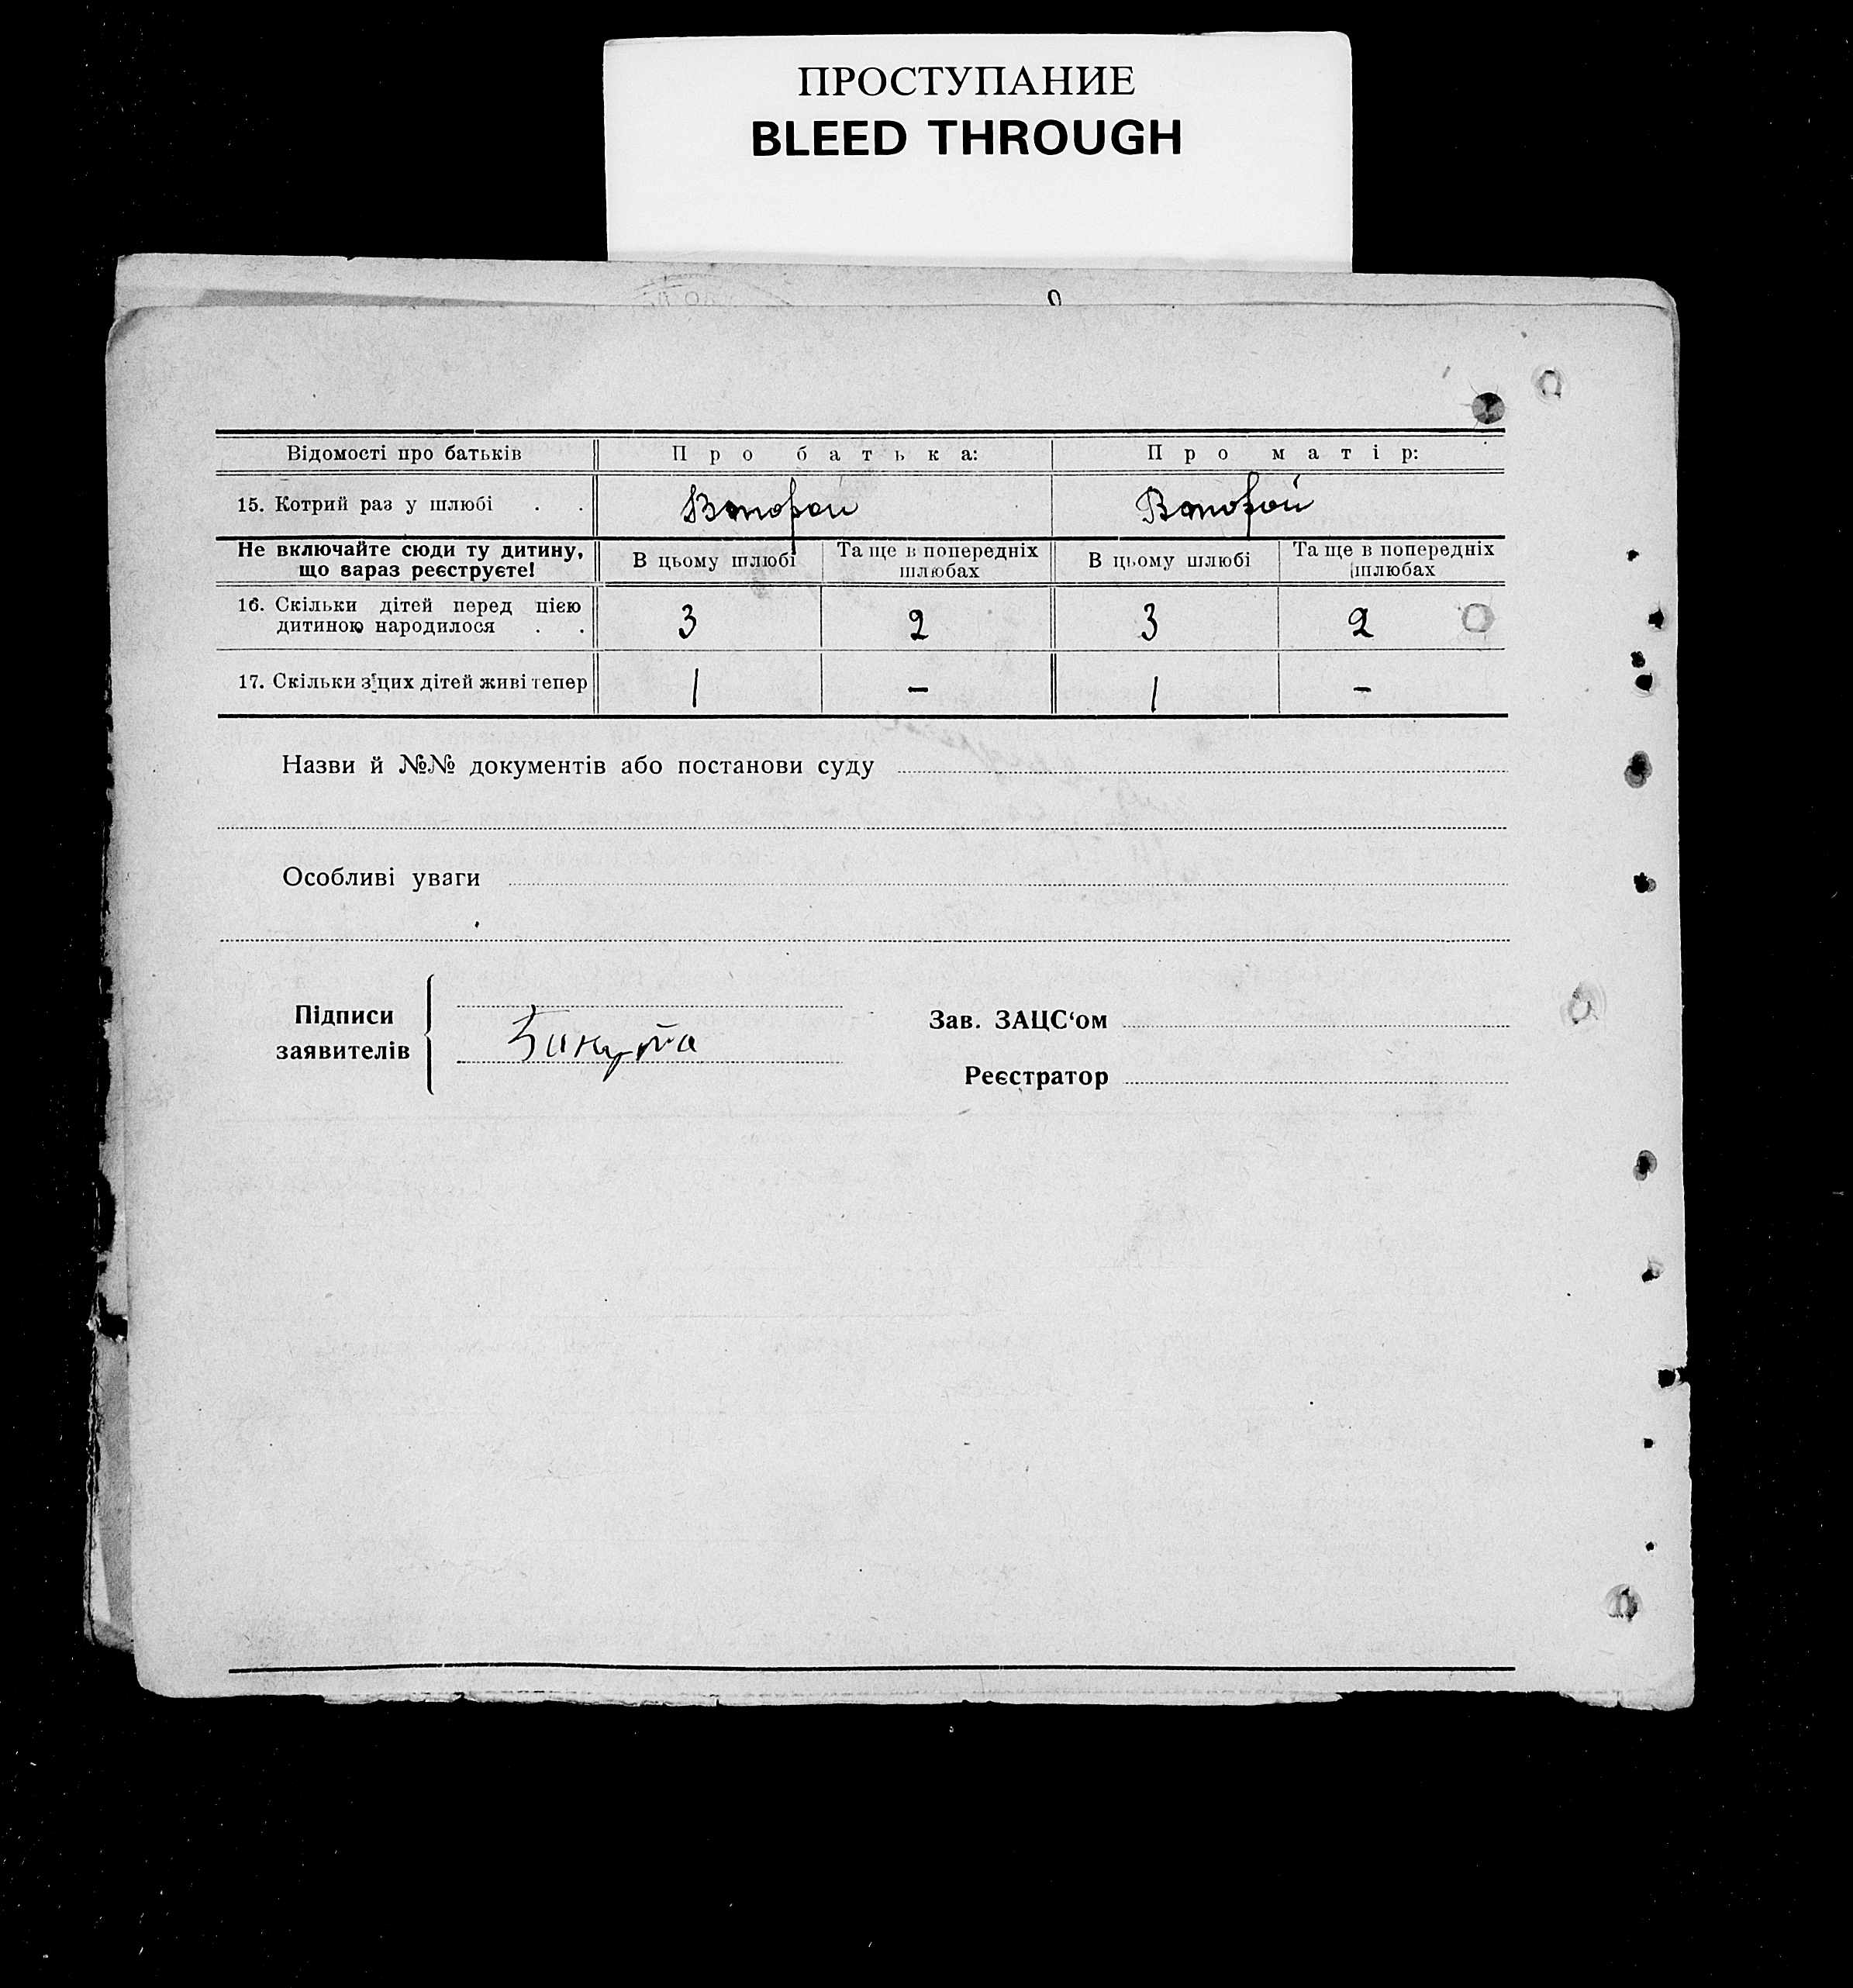 ПРОСТУПАНИЕ
BLEED THROUGH
Відомості про батьків Про батька: Про матір:
15. Котрий раз у шлюбі . . Второй Второй
Не включайте сюди ту дитину, що вараз реєструєте! В цьому шлюбі Та ще в попередніх шлюбах В цьому шлюбі Та ще в попередніх шлюбах
16. Скільки дітей перед цією дитиною народилося . . 3 2 3 2
17. Скільки з'цих дітей живі тепер 1 – 1 –
Назви й №№ документів або постанови суду
Особливі уваги
Підписи заявителів
Зав. ЗАЦС‘ом
Реєстратор